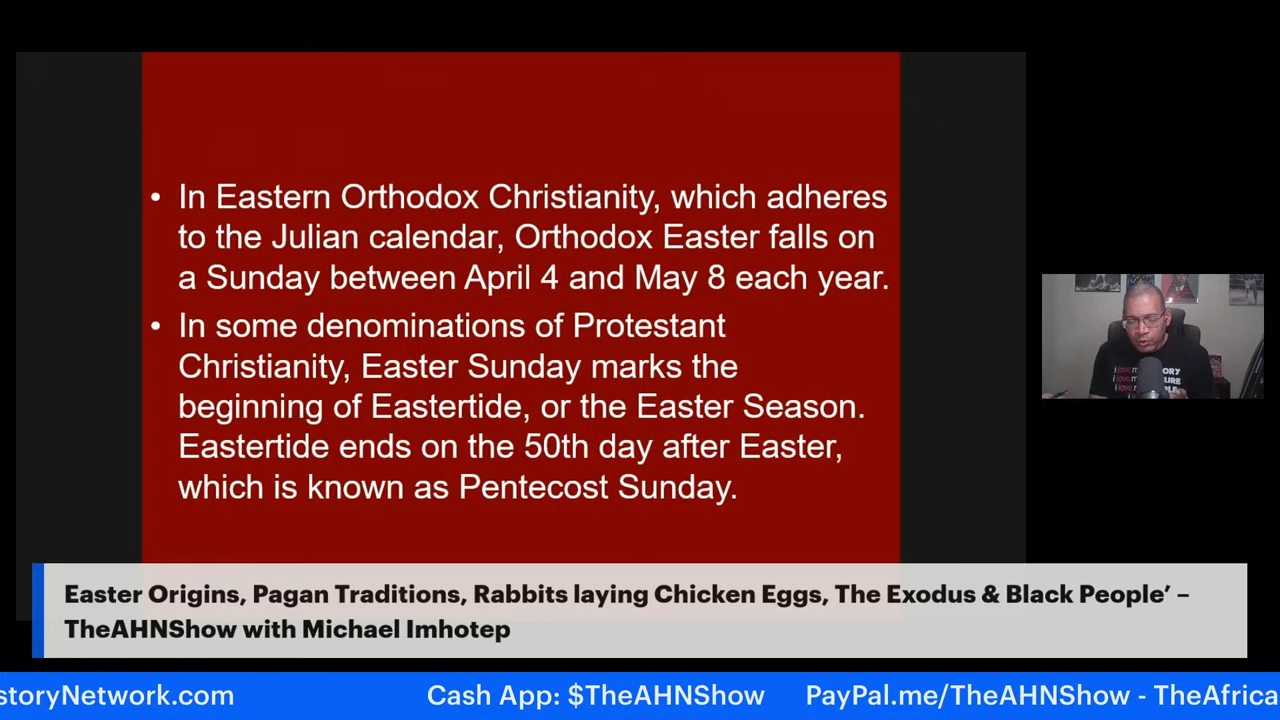 • In Eastern Orthodox Christianity, which adheres
to the Julian calendar, Orthodox Easter falls on
a Sunday between April 4 and May 8 each year.
• In some denominations of Protestant
Christianity, Easter Sunday marks the
beginning of Eastertide, or the Easter Season.
Eastertide ends on the 50th day after Easter,
which is known as Pentecost Sunday.
i love
i love
i love
Easter Origins, Pagan Traditions, Rabbits laying Chicken Eggs, The Exodus & Black People’ –
TheAHNShow with Michael Imhotep
storyNetwork.com Cash App: $TheAHNShow PayPal.me/TheAHNShow - TheAfrica